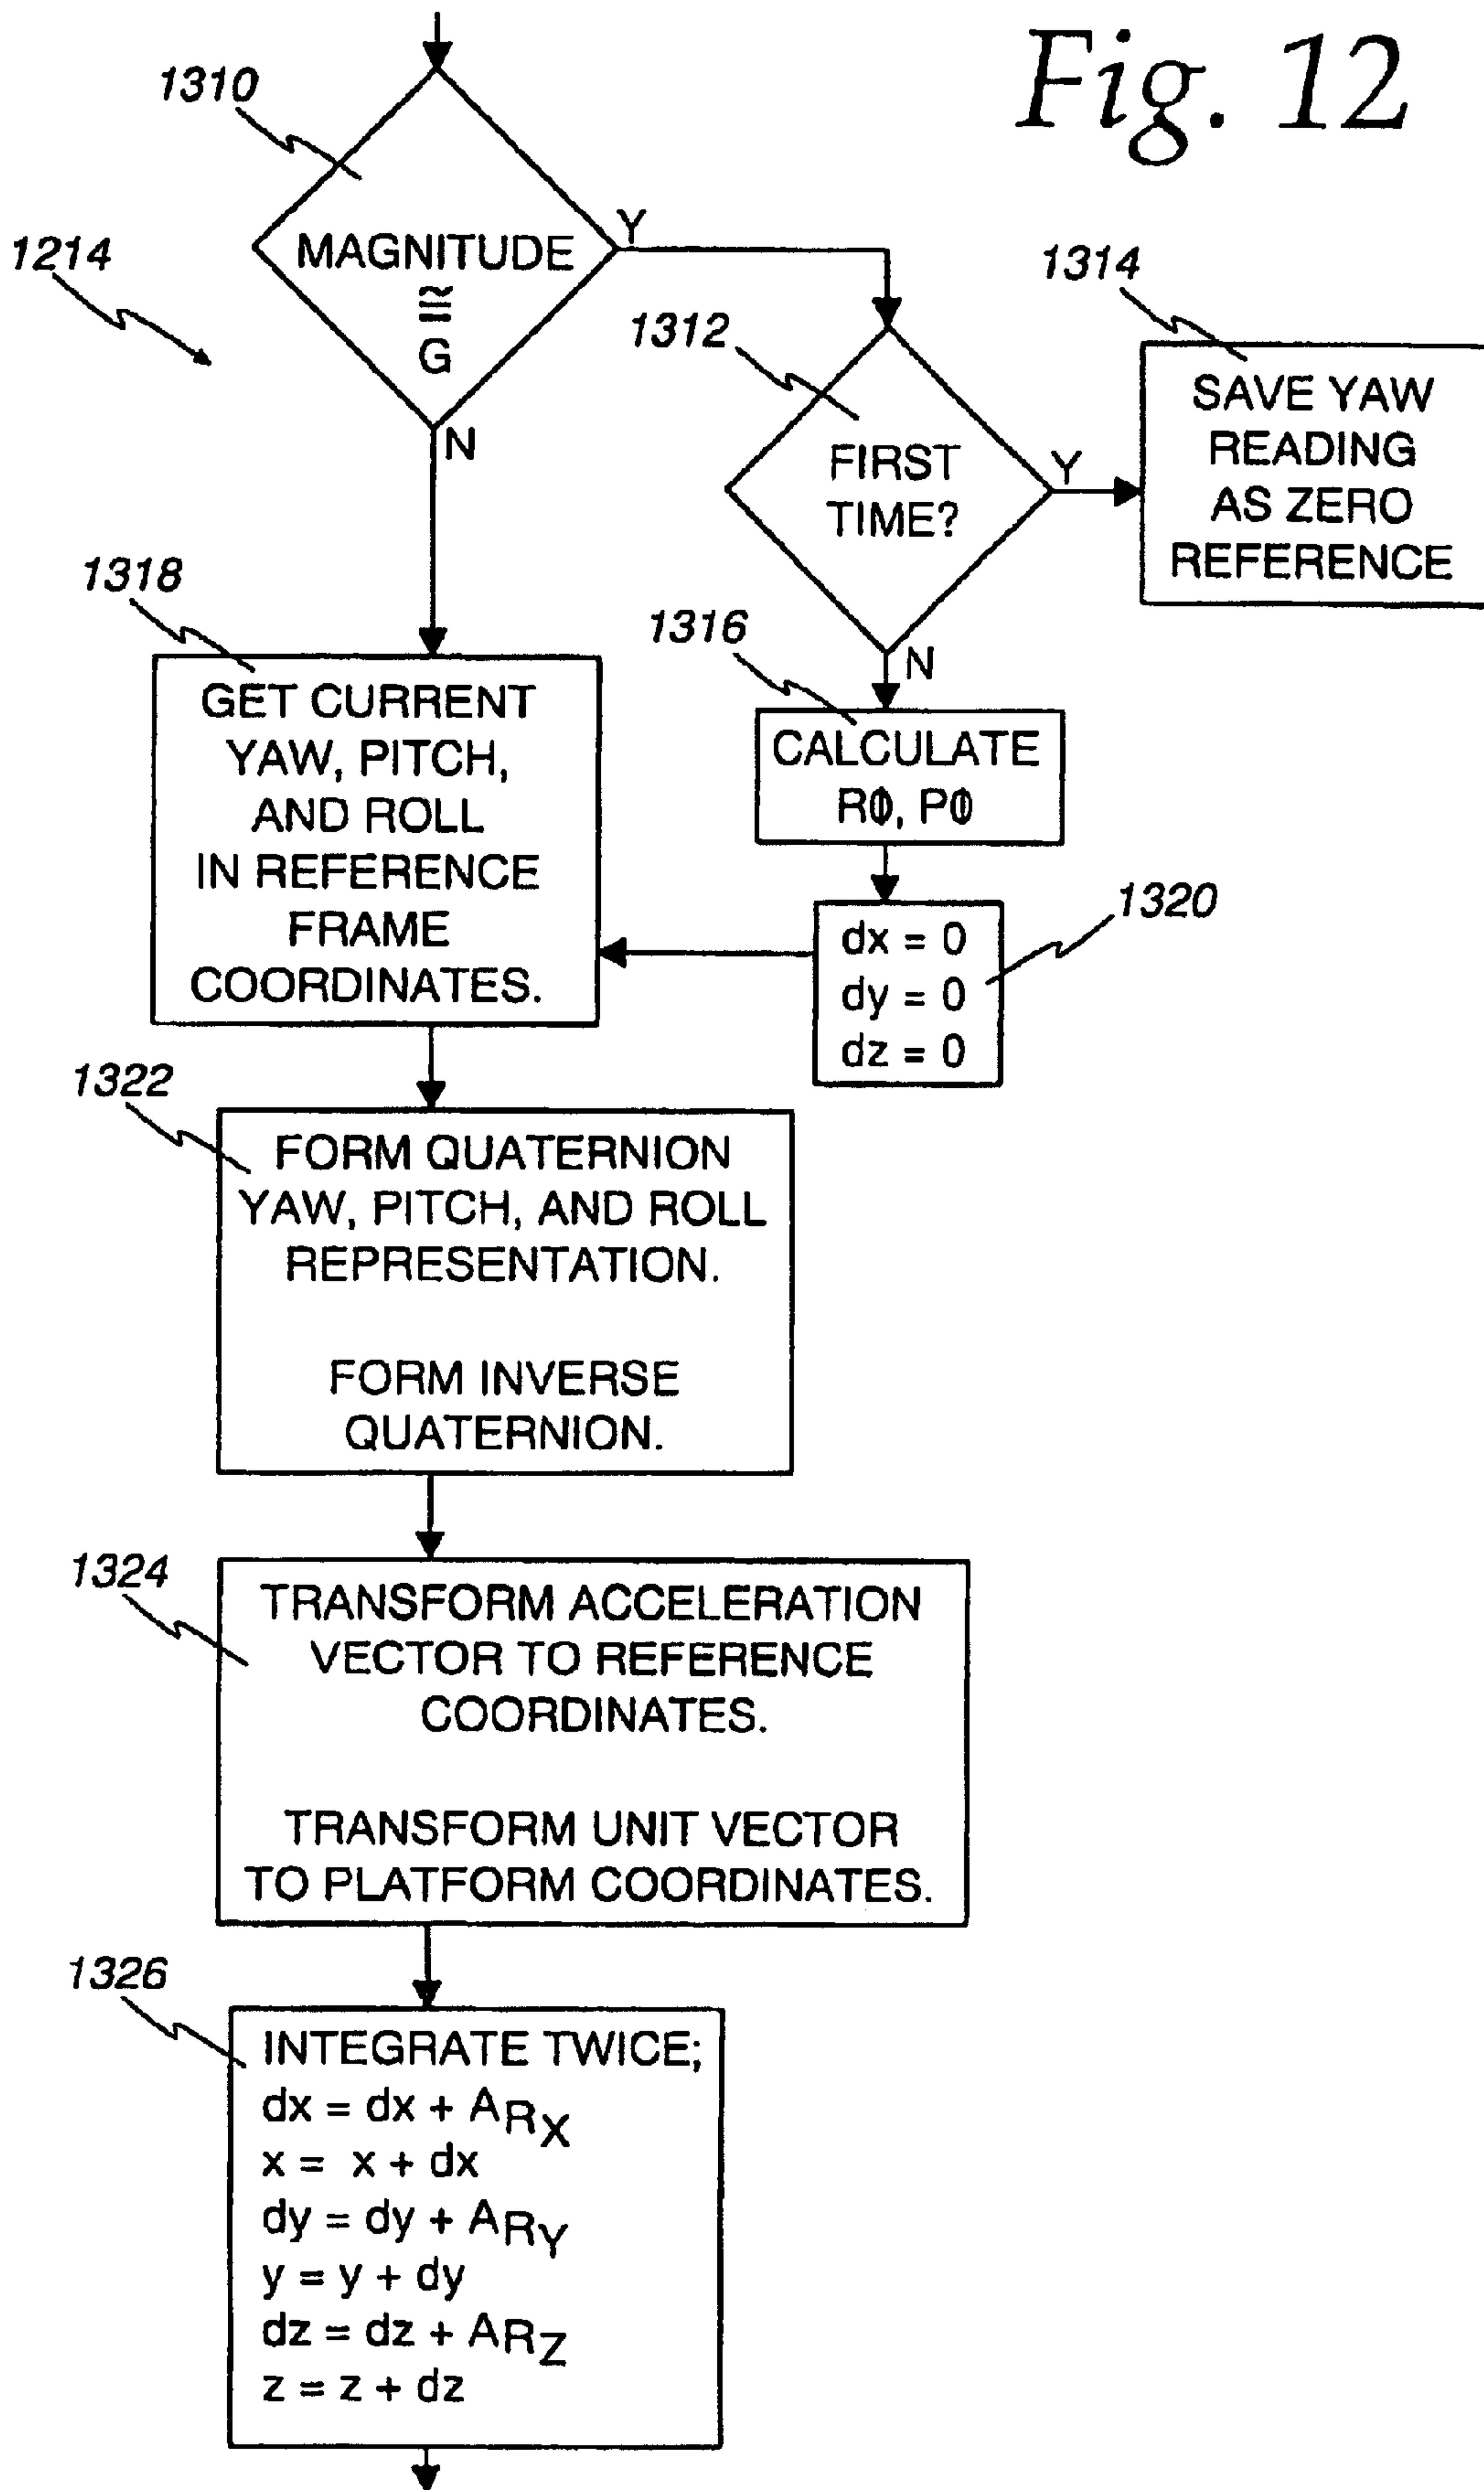 Fig. 12
1310
MAGNITUDE
≅
G
Y
N
1214
1312
FIRST
TIME?
Y
N
1314
SAVE YAW
READING
AS ZERO
REFERENCE
1318
GET CURRENT
YAW, PITCH,
AND ROLL
IN REFERENCE
FRAME
COORDINATES.
1316
CALCULATE
RΦ, PΦ
1320
dx = 0
dy = 0
dz = 0
1322
FORM QUATERNION
YAW, PITCH, AND ROLL
REPRESENTATION.
FORM INVERSE
QUATERNION.
1324
TRANSFORM ACCELERATION
VECTOR TO REFERENCE
COORDINATES.
TRANSFORM UNIT VECTOR
TO PLATFORM COORDINATES.
1326
INTEGRATE TWICE;
dx = dx + ARX
x = x + dx
dy = dy + ARY
y = y + dy
dz = dz + ARZ
z = z + dz